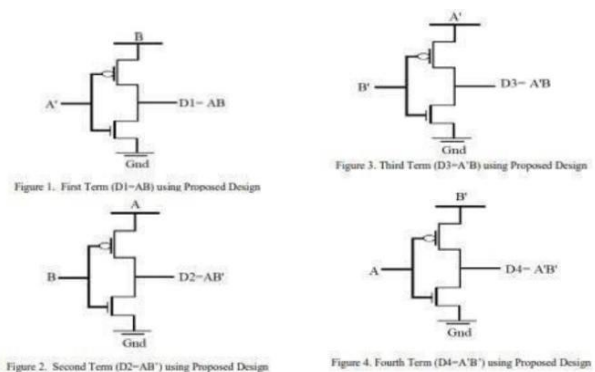 B
A'
D1- AB
Gnd
Figure 1. First Term (D1-AB) using Proposed Design
A
B
D2-AB'
Gnd
Figure 2. Second Term (D2-AB') using Proposed Design
A'
B'
D3- A'B
Gnd
Figure 3. Third Term (D3-A'B) using Proposed Design
B'
A
D4- A'B'
Gnd
Figure 4. Fourth Term (D4-A'B') using Proposed Design